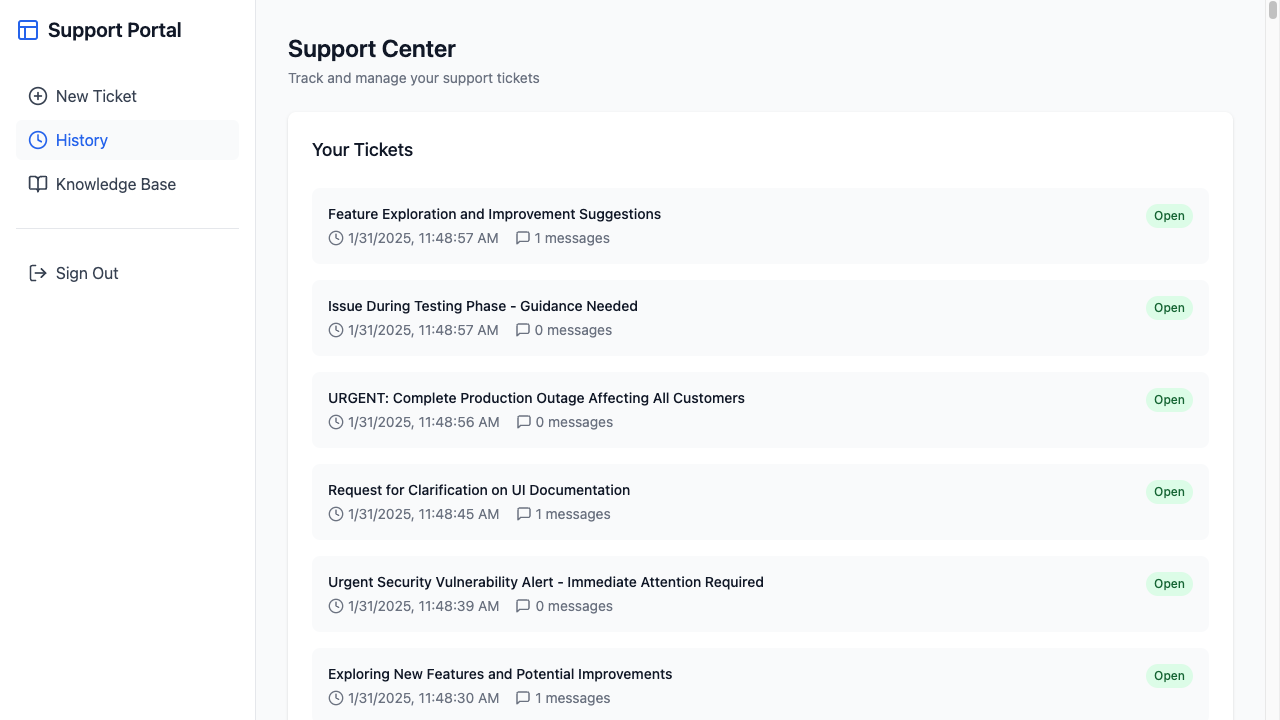 Support Portal
New Ticket
History
Knowledge Base
Sign Out
Support Center
Track and manage your support tickets
Your Tickets
Feature Exploration and Improvement Suggestions
Open
1/31/2025, 11:48:57 AM 1 messages
Issue During Testing Phase - Guidance Needed
Open
1/31/2025, 11:48:57 AM 0 messages
URGENT: Complete Production Outage Affecting All Customers
Open
1/31/2025, 11:48:56 AM 0 messages
Request for Clarification on UI Documentation
Open
1/31/2025, 11:48:45 AM 1 messages
Urgent Security Vulnerability Alert - Immediate Attention Required
Open
1/31/2025, 11:48:39 AM 0 messages
Exploring New Features and Potential Improvements
Open
1/31/2025, 11:48:30 AM 1 messages